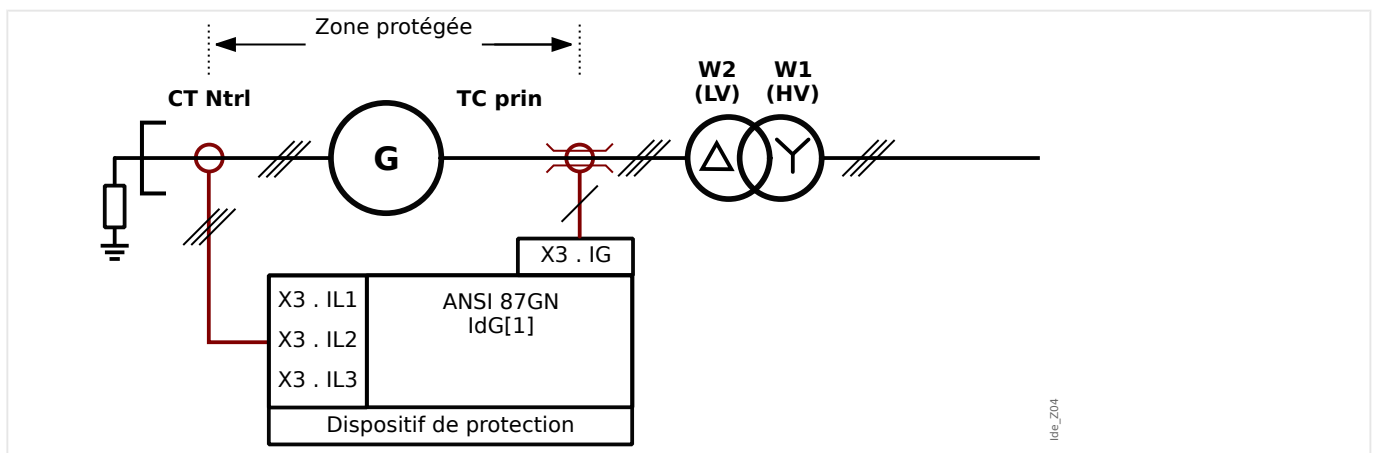 Zone protégée
W2
(LV)
W1
(HV)
CT Ntrl
TC prin
G
X3 . IG
X3 . IL1
X3 . IL2
X3 . IL3
ANSI 87GN
IdG[1]
Dispositif de protection
Ide_Z04